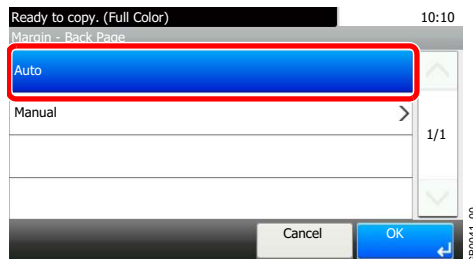 Ready to copy. (Full Color) 10:10
Margin - Back Page
Auto
Manual
1/1
Cancel OK